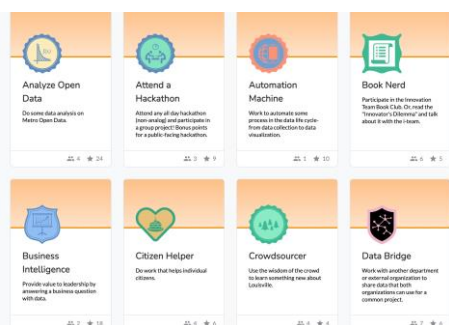 Analyze Open
Data
Do some data analysis on
Metro Open Data.
4 24
Attend a
Hackathon
Attend any all day hackathon
(non-analog) and participate in
a group project! Bonus points
for a public-facing hackathon.
3 9
Automation
Machine
Work to automate some
process in the data life cycle-
from data collection to data
visualization.
1 10
Book Nerd
Participate in the Innovation
Team Book Club. Or, read the
"Innovator's Dilemma" and talk
about it with the i-team.
6 5
Business
Intelligence
Provide value to leadership by
answering a business question
with data.
Citizen Helper
Do work that helps individual
citizens.
Crowdsourcer
Use the wisdom of the crowd
to learn something new about
Louisville.
Data Bridge
Work with another department
or external organization to
share data that both
organizations can use for a
common project.